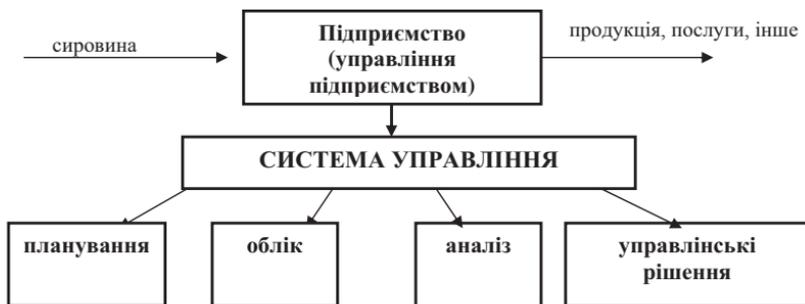 сировина
Підприємство
(управління
підприємством)
продукція, послуги, інше
СИСТЕМА УПРАВЛІННЯ
планування
облік
аналіз
управлінські
рішення